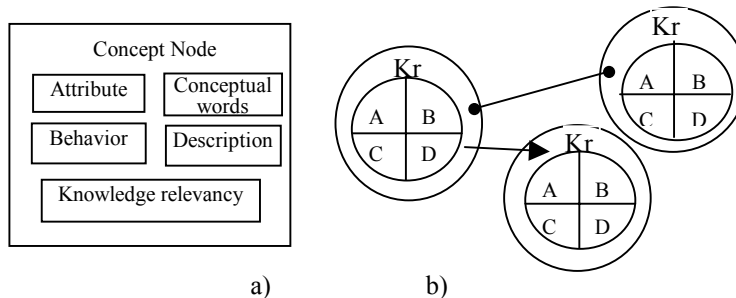 Concept Node
Attribute
Conceptual
words
Behavior
Description
Knowledge relevancy
a)
Kr
A B
C D
Kr
A B
C D
Kr
A B
C D
b)